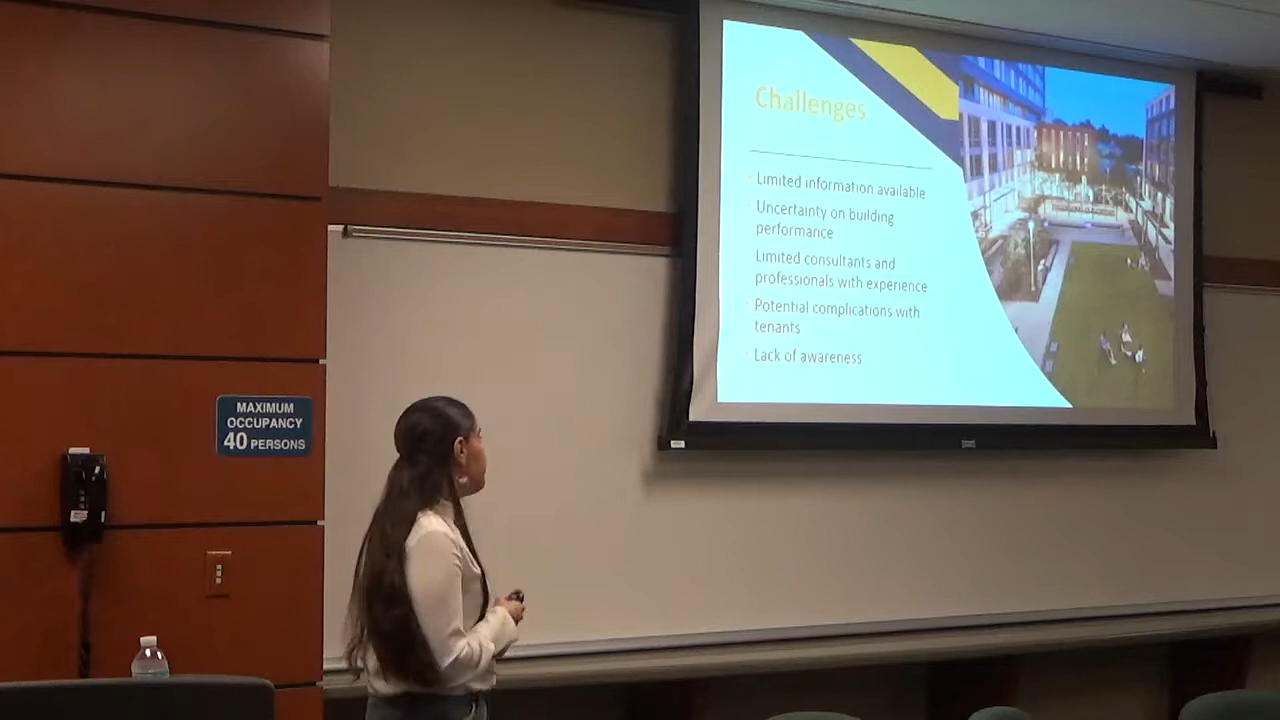 Challenges
Limited information available
Uncertainty on building
performance
Limited consultants and
professionals with experience
Potential complications with
tenants
Lack of awareness
MAXIMUM
OCCUPANCY
40 PERSONS